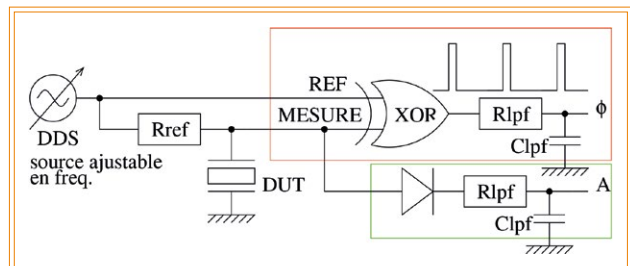 REF
MESURE
XOR
Rlpf
ϕ
Clpf
DDS
source ajustable
en freq.
Rref
DUT
Rlpf
A
Clpf